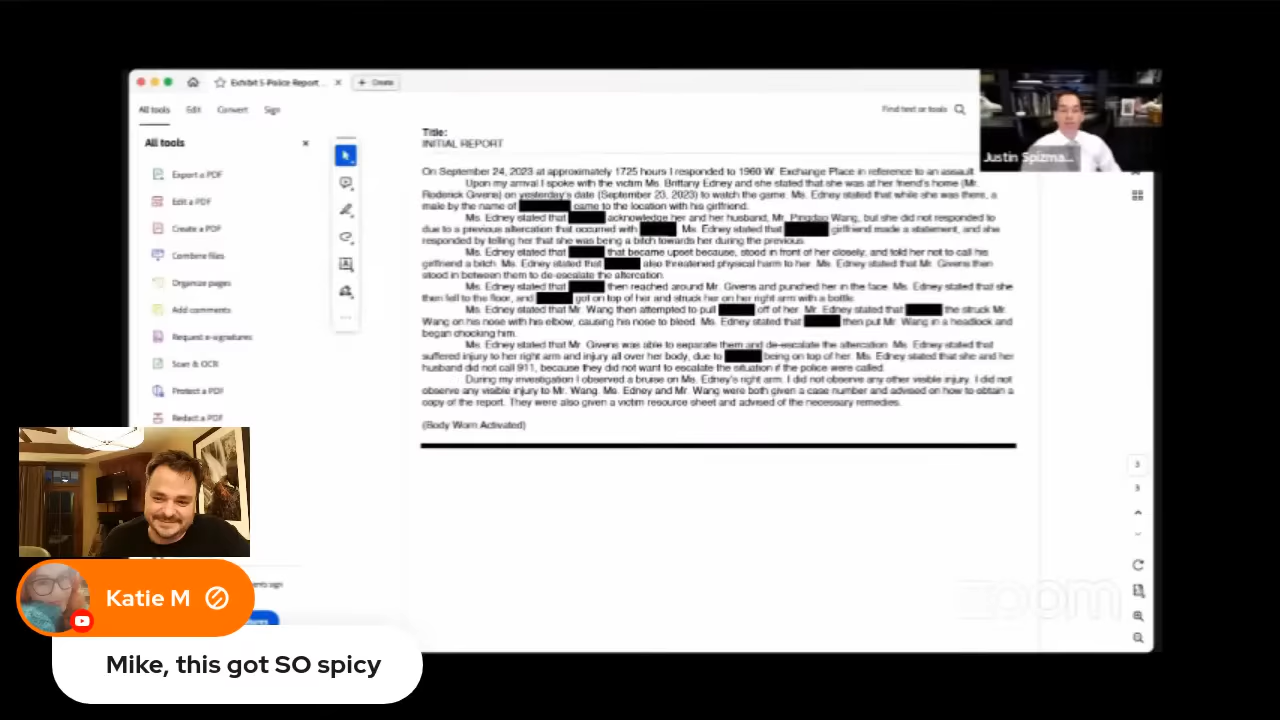 Exhibit 5-Police Report...
Create
All tools
Edit
Convert
Sign
Find text or tools
All tools
Export a PDF
Edit a PDF
Create a PDF
Combine files
Organize pages
Add comments
Request e-signatures
Scan & OCR
Protect a PDF
Redact a PDF
Title:
INITIAL REPORT
On September 24, 2023 at approximately 1725 hours I responded to 1960 W. Exchange Place in reference to an assault.
Upon my arrival I spoke with the victim Ms. Brittany Edney and she stated that she was at her friend's home (Mr.
Roderick Givens) on yesterday's date (September 23, 2023) to watch the game. Ms. Edney stated that while she was there, a
male by the name of came to the location with his girlfriend.
Ms. Edney stated that acknowledge her and her husband, Mr. Pingdao Wang, but she did not responded to
due to a previous altercation that occurred with . Ms. Edney stated that girlfriend made a statement, and she
responded by telling her that she was being a bitch towards her during the previous.
Ms. Edney stated that that became upset because, stood in front of her closely, and told her not to call his
girlfriend a bitch. Ms. Edney stated that also threatened physical harm to her. Ms. Edney stated that Mr. Givens then
stood in between them to de-escalate the altercation.
Ms. Edney stated that then reached around Mr. Givens and punched her in the face. Ms. Edney stated that she
then fell to the floor, and got on top of her and struck her on her right arm with a bottle.
Ms. Edney stated that Mr. Wang then attempted to pull off of her. Mr. Edney stated that the struck Mr.
Wang on his nose with his elbow, causing his nose to bleed. Ms. Edney stated that then put Mr. Wang in a headlock and
began chocking him.
Ms. Edney stated that Mr. Givens was able to separate them and de-escalate the altercation. Ms. Edney stated that
suffered injury to her right arm and injury all over her body, due to being on top of her. Ms. Edney stated that she and her
husband did not call 911, because they did not want to escalate the situation if the police were called.
During my investigation I observed a bruise on Ms. Edney's right arm. I did not observe any other visible injury. I did not
observe any visible injury to Mr. Wang. Ms. Edney and Mr. Wang were both given a case number and advised on how to obtain a
copy of the report. They were also given a victim resource sheet and advised of the necessary remedies.
(Body Worn Activated)
Justin Spizma...
3
3
zoom
Katie M
Mike, this got SO spicy